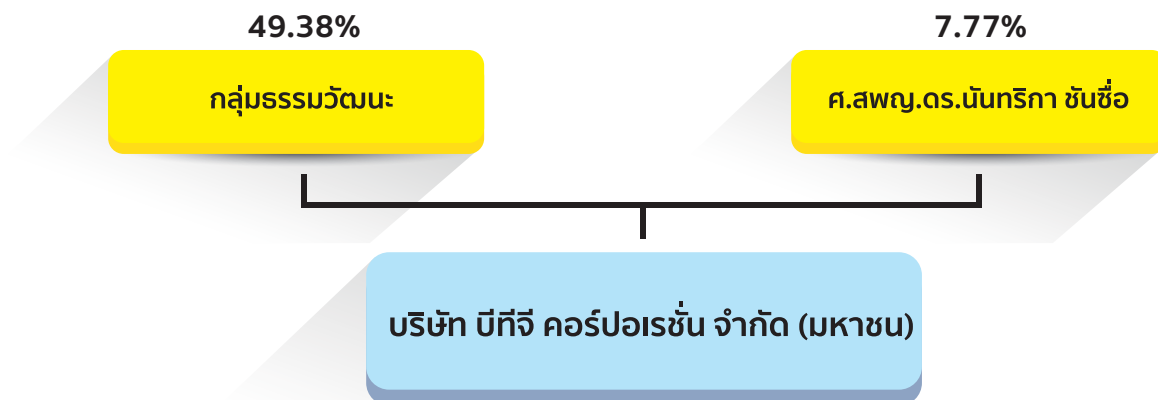 49.38%
7.77%
กลุ่มธรรมวัฒนะ
ศ.สพญ.ดร.นันทริกา ชันซื่อ
บริษัท บีทีจี คอร์ปอเรชั่น จำกัด (มหาชน)